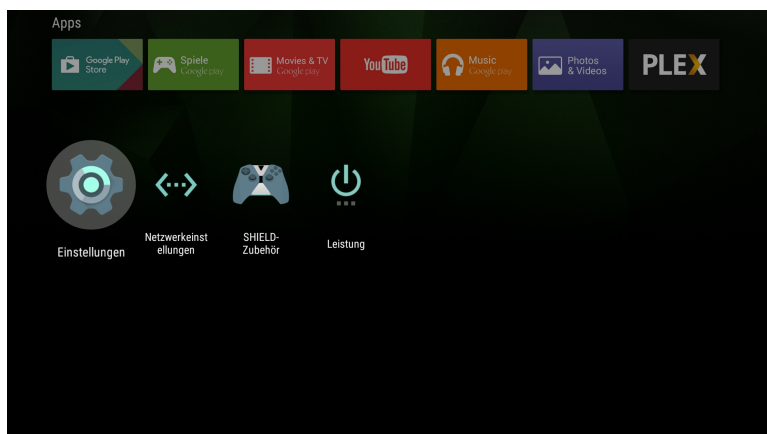 Apps
Google Play
Store
Spiele
Google play
Movies & TV
Google play
YouTube
Music
Google play
Photos
& Videos
PLEX
Einstellungen
Netzwerkeinst
ellungen
SHIELD-
Zubehör
Leistung